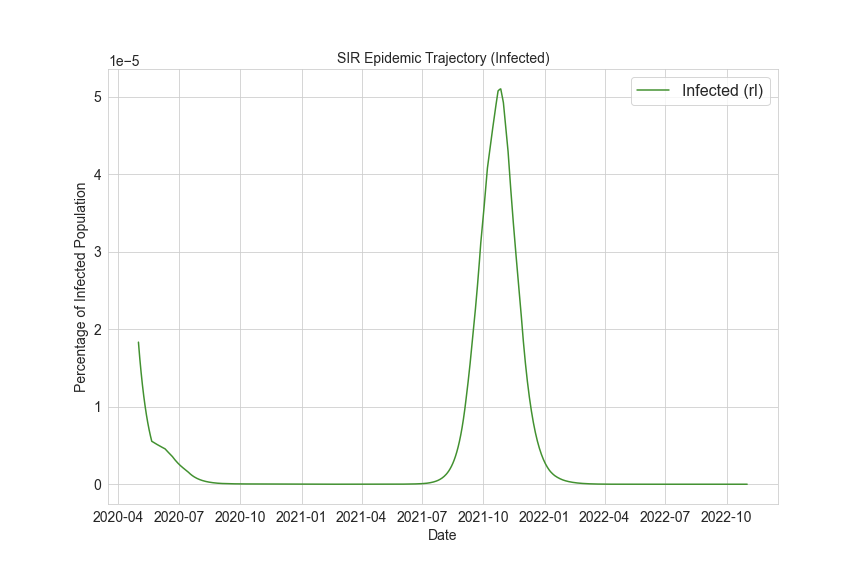 SIR Epidemic Trajectory (Infected)
1e−5
Infected (rl)
5
4
3
2
1
0
Percentage of Infected Population
2020-04 2020-07 2020-10 2021-01 2021-04 2021-07 2021-10 2022-01 2022-04 2022-07 2022-10
Date